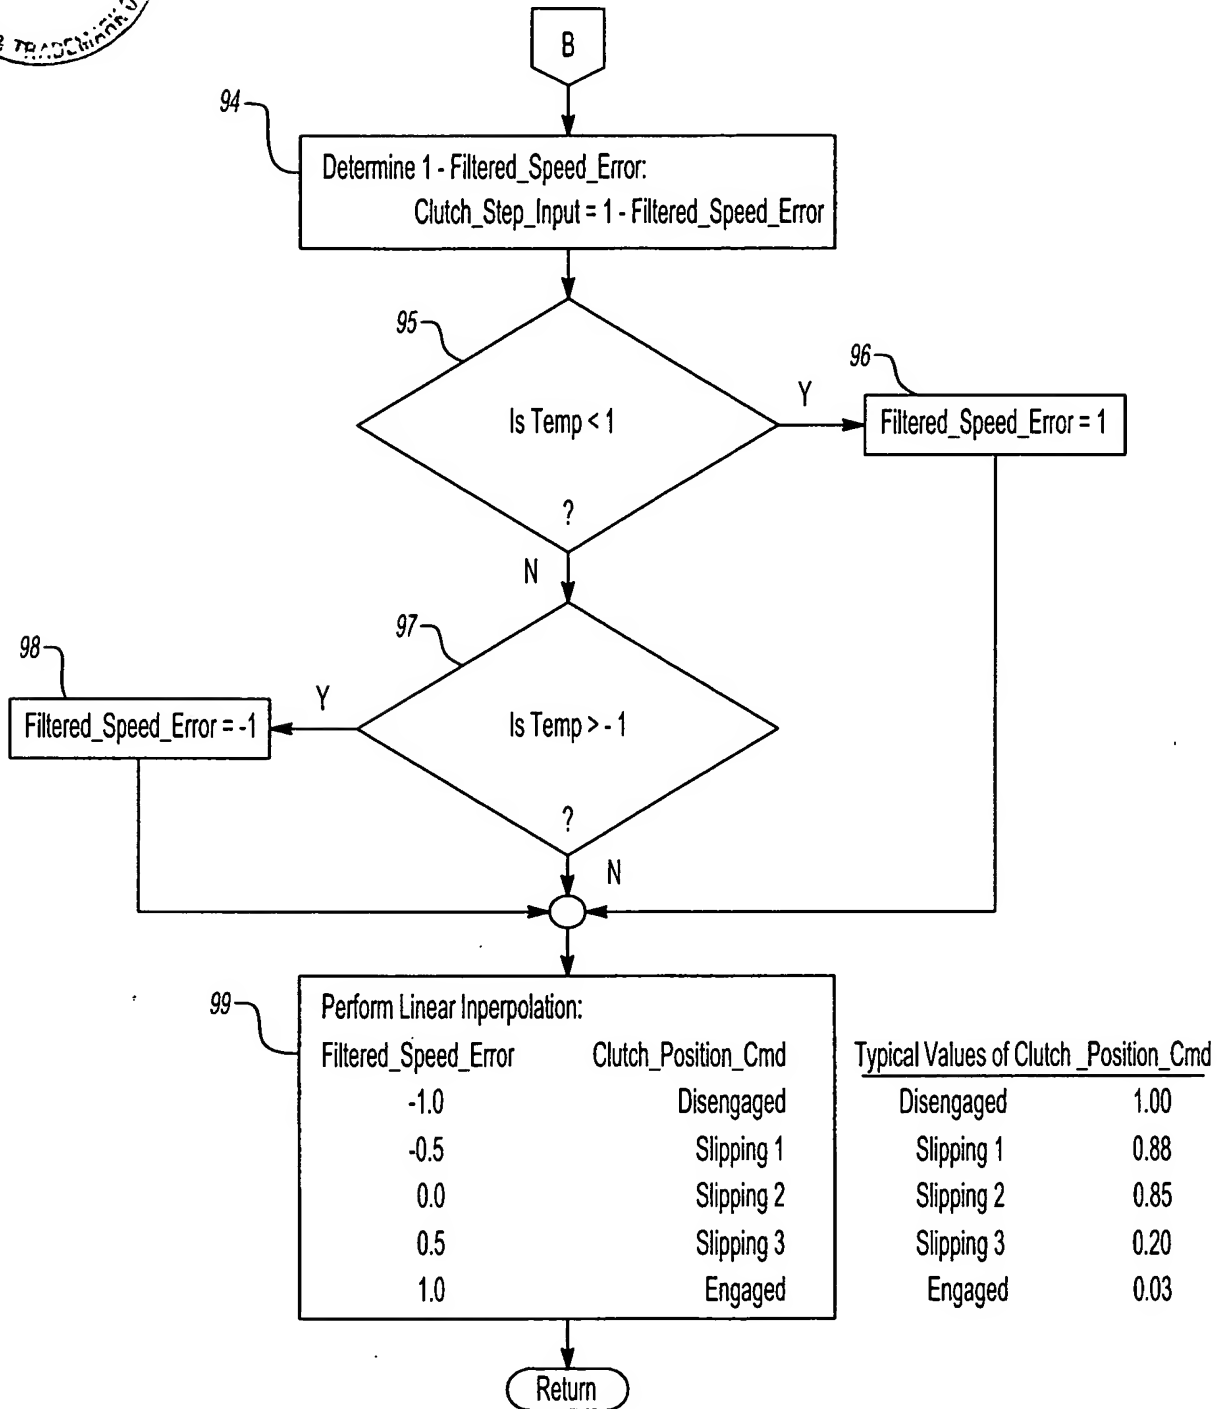 & TRADEMARK
B
94
Determine 1 - Filtered_Speed_Error:
Clutch_Step_Input = 1 - Filtered_Speed_Error
95
Is Temp < 1
?
Y
96
Filtered_Speed_Error = 1
N
97
Is Temp > - 1
?
Y
98
Filtered_Speed_Error = -1
N
99
Perform Linear Inperpolation:
Filtered_Speed_Error Clutch_Position_Cmd Typical Values of Clutch _Position_Cmd
-1.0 Disengaged Disengaged 1.00
-0.5 Slipping 1 Slipping 1 0.88
0.0 Slipping 2 Slipping 2 0.85
0.5 Slipping 3 Slipping 3 0.20
1.0 Engaged Engaged 0.03
Return